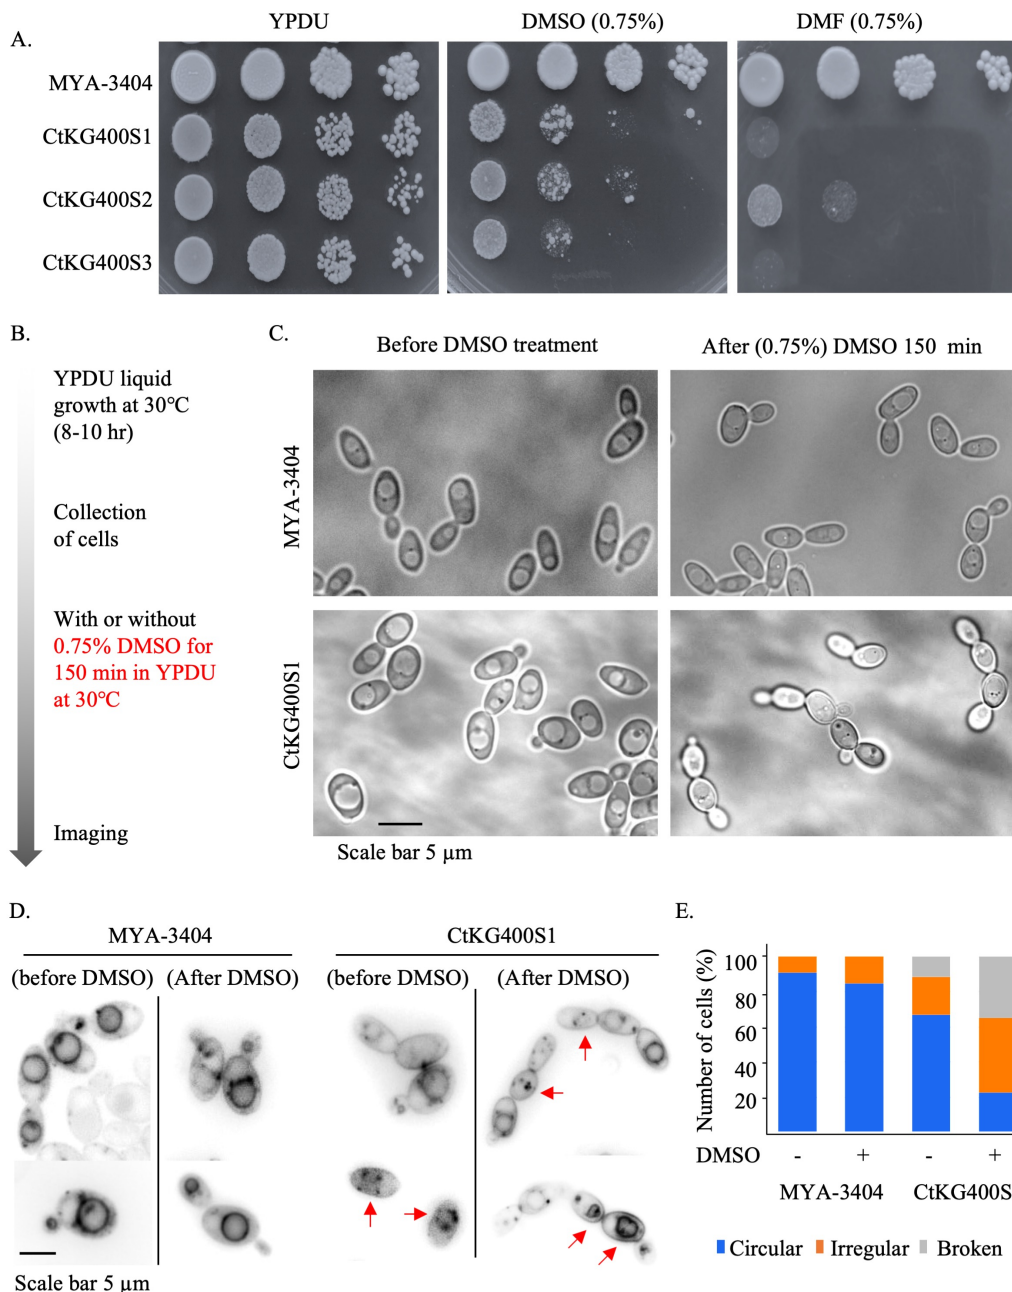 A.
YPDU
DMSO (0.75%)
DMF (0.75%)
MYA-3404
CtKG400S1
CtKG400S2
CtKG400S3
B.
YPDU liquid
growth at 30℃
(8-10 hr)
Collection
of cells
With or without
0.75% DMSO for
150 min in YPDU
at 30℃
Imaging
C.
Before DMSO treatment
After (0.75%) DMSO 150 min
MYA-3404
CtKG400S1
Scale bar 5 µm
D.
MYA-3404
CtKG400S1
(before DMSO)
(After DMSO)
(before DMSO)
(After DMSO)
Scale bar 5 µm
E.
Number of cells (%)
100
80
60
40
20
DMSO - + - +
MYA-3404
CtKG400S
Circular
Irregular
Broken